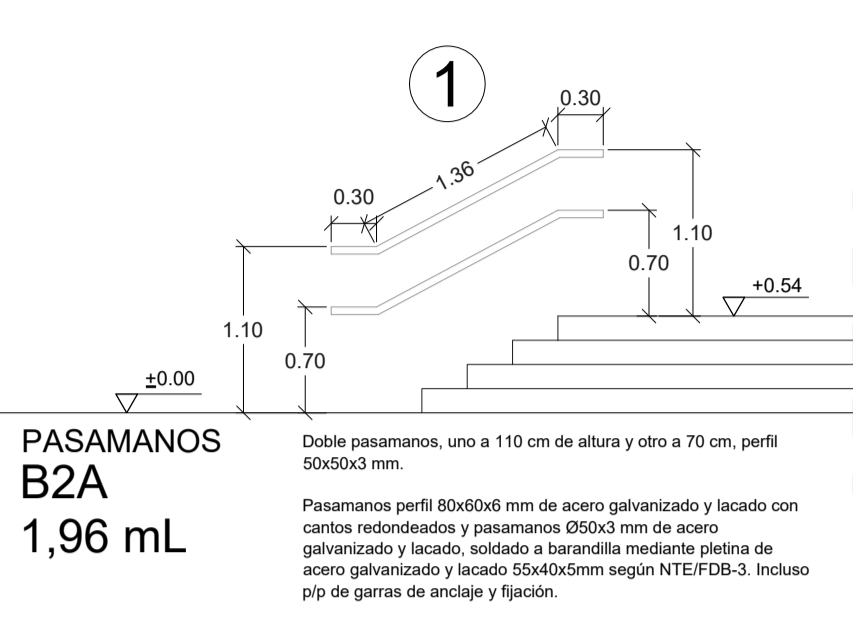 1
0.30
1.36
0.30
1.10
0.70
+0.54
1.10
0.70
±0.00
PASAMANOS
B2A
1,96 mL
Doble pasamanos, uno a 110 cm de altura y otro a 70 cm, perfil
50x50x3 mm.
Pasamanos perfil 80x60x6 mm de acero galvanizado y lacado con
cantos redondeados y pasamanos Ø50x3 mm de acero
galvanizado y lacado, soldado a barandilla mediante pletina de
acero galvanizado y lacado 55x40x5mm según NTE/FDB-3. Incluso
p/p de garras de anclaje y fijación.